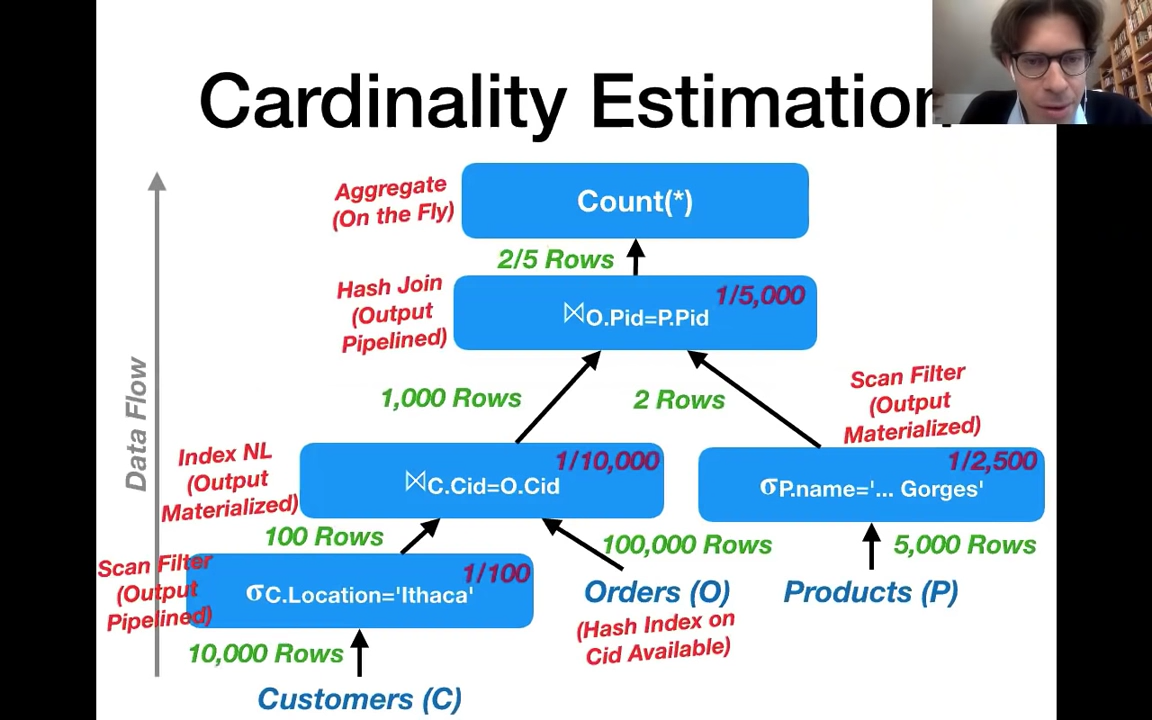 Cardinality Estimation
Aggregate
(On the Fly)
Count(*)
2/5 Rows
Hash Join
(Output
Pipelined)
1/5,000
⋈O.Pid=P.Pid
1,000 Rows
2 Rows
Scan Filter
(Output
Materialized)
Data Flow
Index NL
(Output
Materialized)
1/10,000
⋈C.Cid=O.Cid
1/2,500
σP.name='... Gorges'
100 Rows
100,000 Rows
5,000 Rows
Scan Filter
(Output
Pipelined)
1/100
σC.Location='Ithaca'
Orders (O)
(Hash Index on
Cid Available)
Products (P)
10,000 Rows
Customers (C)